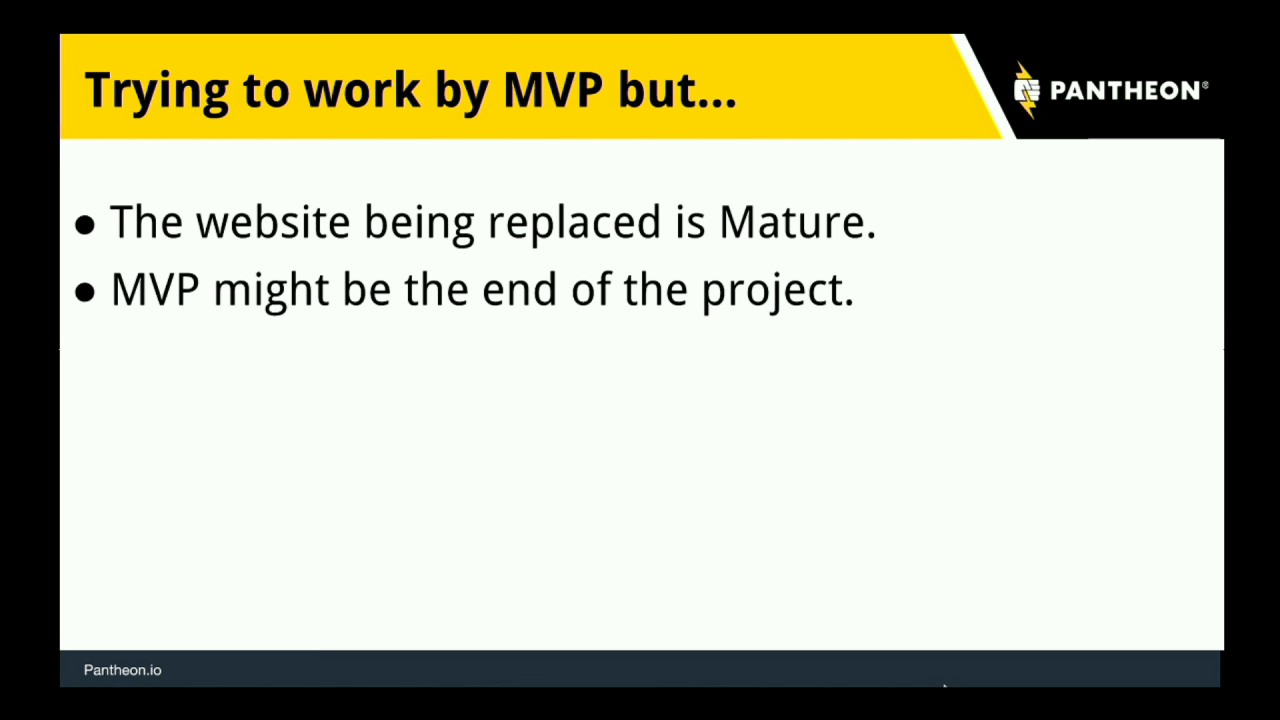 Trying to work by MVP but...
PANTHEON®
● The website being replaced is Mature.
● MVP might be the end of the project.
Pantheon.io